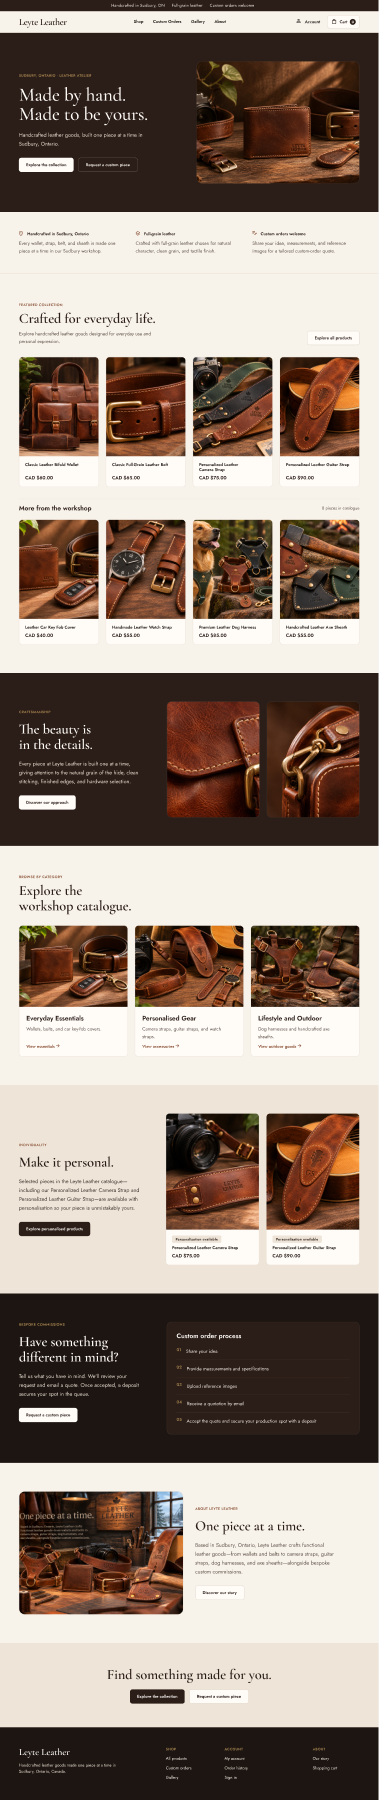 Handcrafted in Sudbury, ON Full-grain leather Custom orders welcome
Leyte Leather Shop Custom Orders Gallery About Account Cart 0
SUDBURY, ONTARIO · LEATHER ATELIER
Made by hand.
Made to be yours.
Handcrafted leather goods, built one piece at a time in
Sudbury, Ontario.
Explore the collection Request a custom piece
Handcrafted in Sudbury, Ontario
Every wallet, strap, belt, and sheath is made one
piece at a time in our Sudbury workshop.
Full-grain leather
Crafted with full-grain leather chosen for natural
character, clean grain, and tactile finish.
Custom orders welcome
Share your idea, measurements, and reference
images for a tailored custom-order quote.
FEATURED COLLECTION
Crafted for everyday life.
Explore handcrafted leather goods designed for everyday use and
personal expression.
Explore all products
Classic Leather Bifold Wallet
CAD $60.00
Classic Full-Grain Leather Belt
CAD $65.00
Personalized Leather
Camera Strap
CAD $75.00
Personalized Leather Guitar Strap
CAD $90.00
More from the workshop
8 pieces in catalogue
Leather Car Key Fob Cover
CAD $40.00
Handmade Leather Watch Strap
CAD $55.00
Premium Leather Dog Harness
CAD $85.00
Handcrafted Leather Axe Sheath
CAD $55.00
CRAFTSMANSHIP
The beauty is
in the details.
Every piece at Leyte Leather is built one at a time,
giving attention to the natural grain of the hide, clean
stitching, finished edges, and hardware selection.
Discover our approach
BROWSE BY CATEGORY
Explore the
workshop catalogue.
Everyday Essentials
Wallets, belts, and car key fob covers.
View essentials →
Personalised Gear
Camera straps, guitar straps, and watch
straps.
View accessories →
Lifestyle and Outdoor
Dog harnesses and handcrafted axe
sheaths.
View outdoor goods →
INDIVIDUALITY
Make it personal.
Selected pieces in the Leyte Leather catalogue—
including our Personalized Leather Camera Strap and
Personalized Leather Guitar Strap—are available with
personalisation so your piece is unmistakably yours.
Explore personalised products
Personalisation available
Personalized Leather Camera Strap
CAD $75.00
Personalisation available
Personalized Leather Guitar Strap
CAD $90.00
BESPOKE COMMISSIONS
Have something
different in mind?
Tell us what you have in mind. We'll review your
request and email a quote. Once accepted, a deposit
secures your spot in the queue.
Request a custom piece
Custom order process
01 Share your idea
02 Provide measurements and specifications
03 Upload reference images
04 Receive a quotation by email
05 Accept the quote and secure your production spot with a deposit
One piece at a time.
ABOUT LEYTE LEATHER
One piece at a time.
Based in Sudbury, Ontario, Leyte Leather crafts functional
leather goods—from wallets and belts to camera straps, guitar
straps, dog harnesses, and axe sheaths—alongside bespoke
custom commissions.
Discover our story
Find something made for you.
Explore the collection Request a custom piece
Leyte Leather
Handcrafted leather goods made one piece at a time in
Sudbury, Ontario, Canada.
SHOP
All products
Custom orders
Gallery
ACCOUNT
My account
Order history
Sign in
ABOUT
Our story
Shopping cart